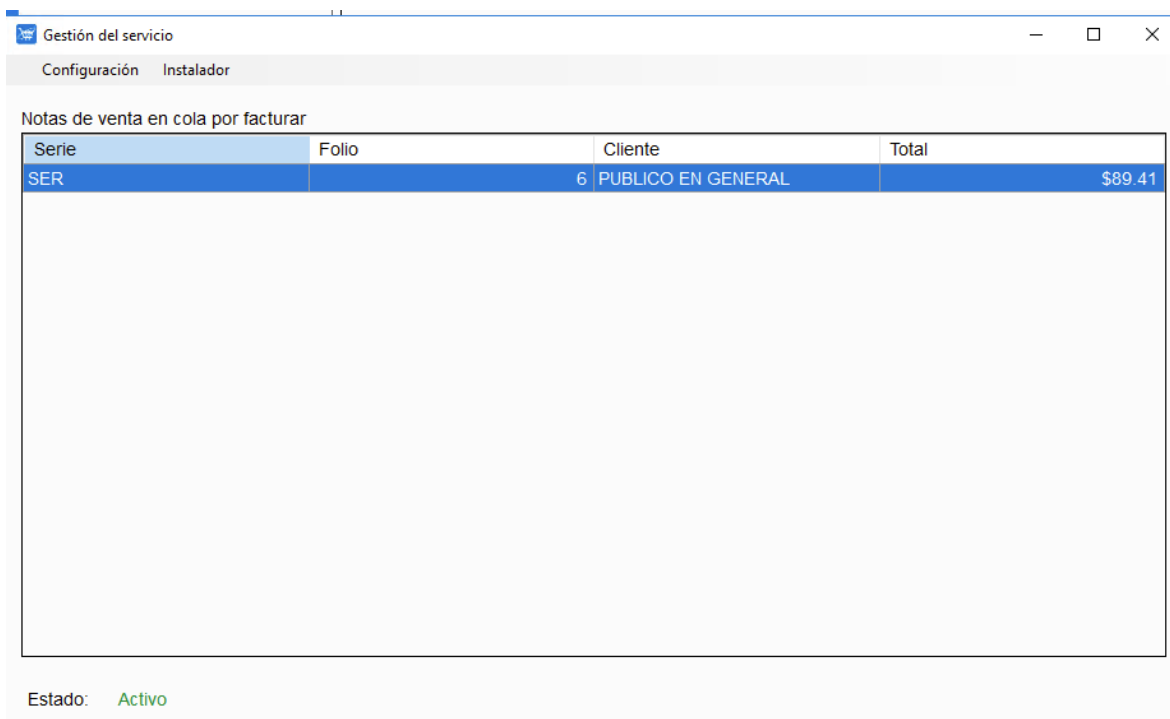 Gestión del servicio
Configuración Instalador
Notas de venta en cola por facturar
Serie Folio Cliente Total
SER 6 PUBLICO EN GENERAL $89.41
Estado: Activo